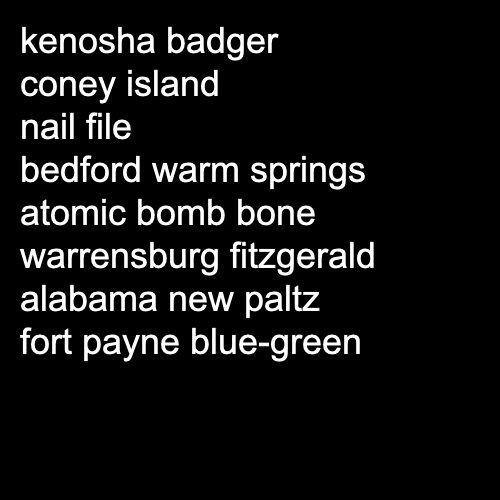 kenosha badger
coney island
nail file
bedford warm springs
atomic bomb bone
warrensburg fitzgerald
alabama new paltz
fort payne blue-green